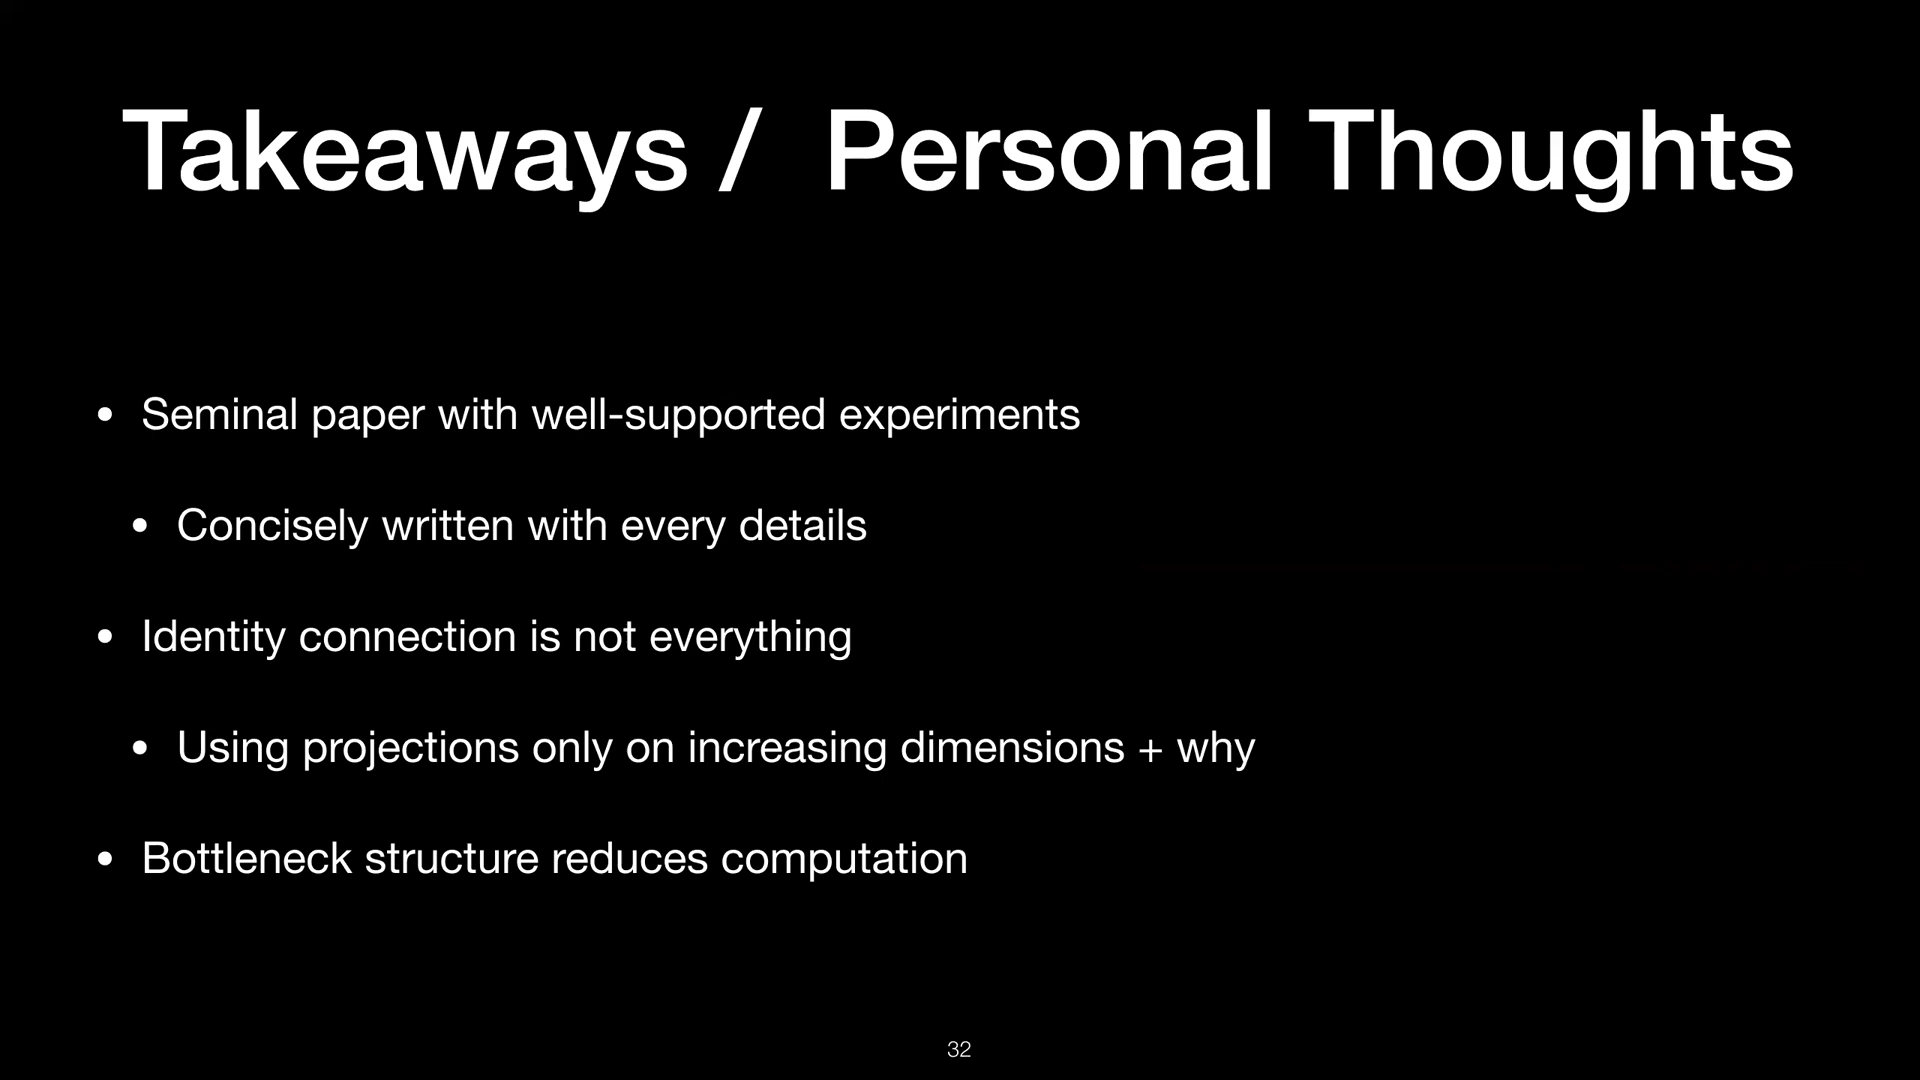 Takeaways /  Personal Thoughts
• Seminal paper with well-supported experiments
• Concisely written with every details
• Identity connection is not everything
• Using projections only on increasing dimensions + why
• Bottleneck structure reduces computation
32